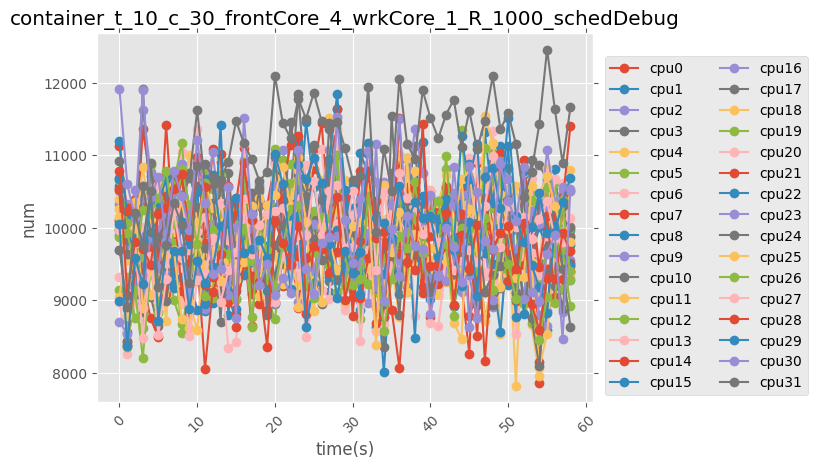 container_t_10_c_30_frontCore_4_wrkCore_1_R_1000_schedDebug
num
12000
11000
10000
9000
8000
0
10
20
30
40
50
60
time(s)
cpu0
cpu1
cpu2
cpu3
cpu4
cpu5
cpu6
cpu7
cpu8
cpu9
cpu10
cpu11
cpu12
cpu13
cpu14
cpu15
cpu16
cpu17
cpu18
cpu19
cpu20
cpu21
cpu22
cpu23
cpu24
cpu25
cpu26
cpu27
cpu28
cpu29
cpu30
cpu31